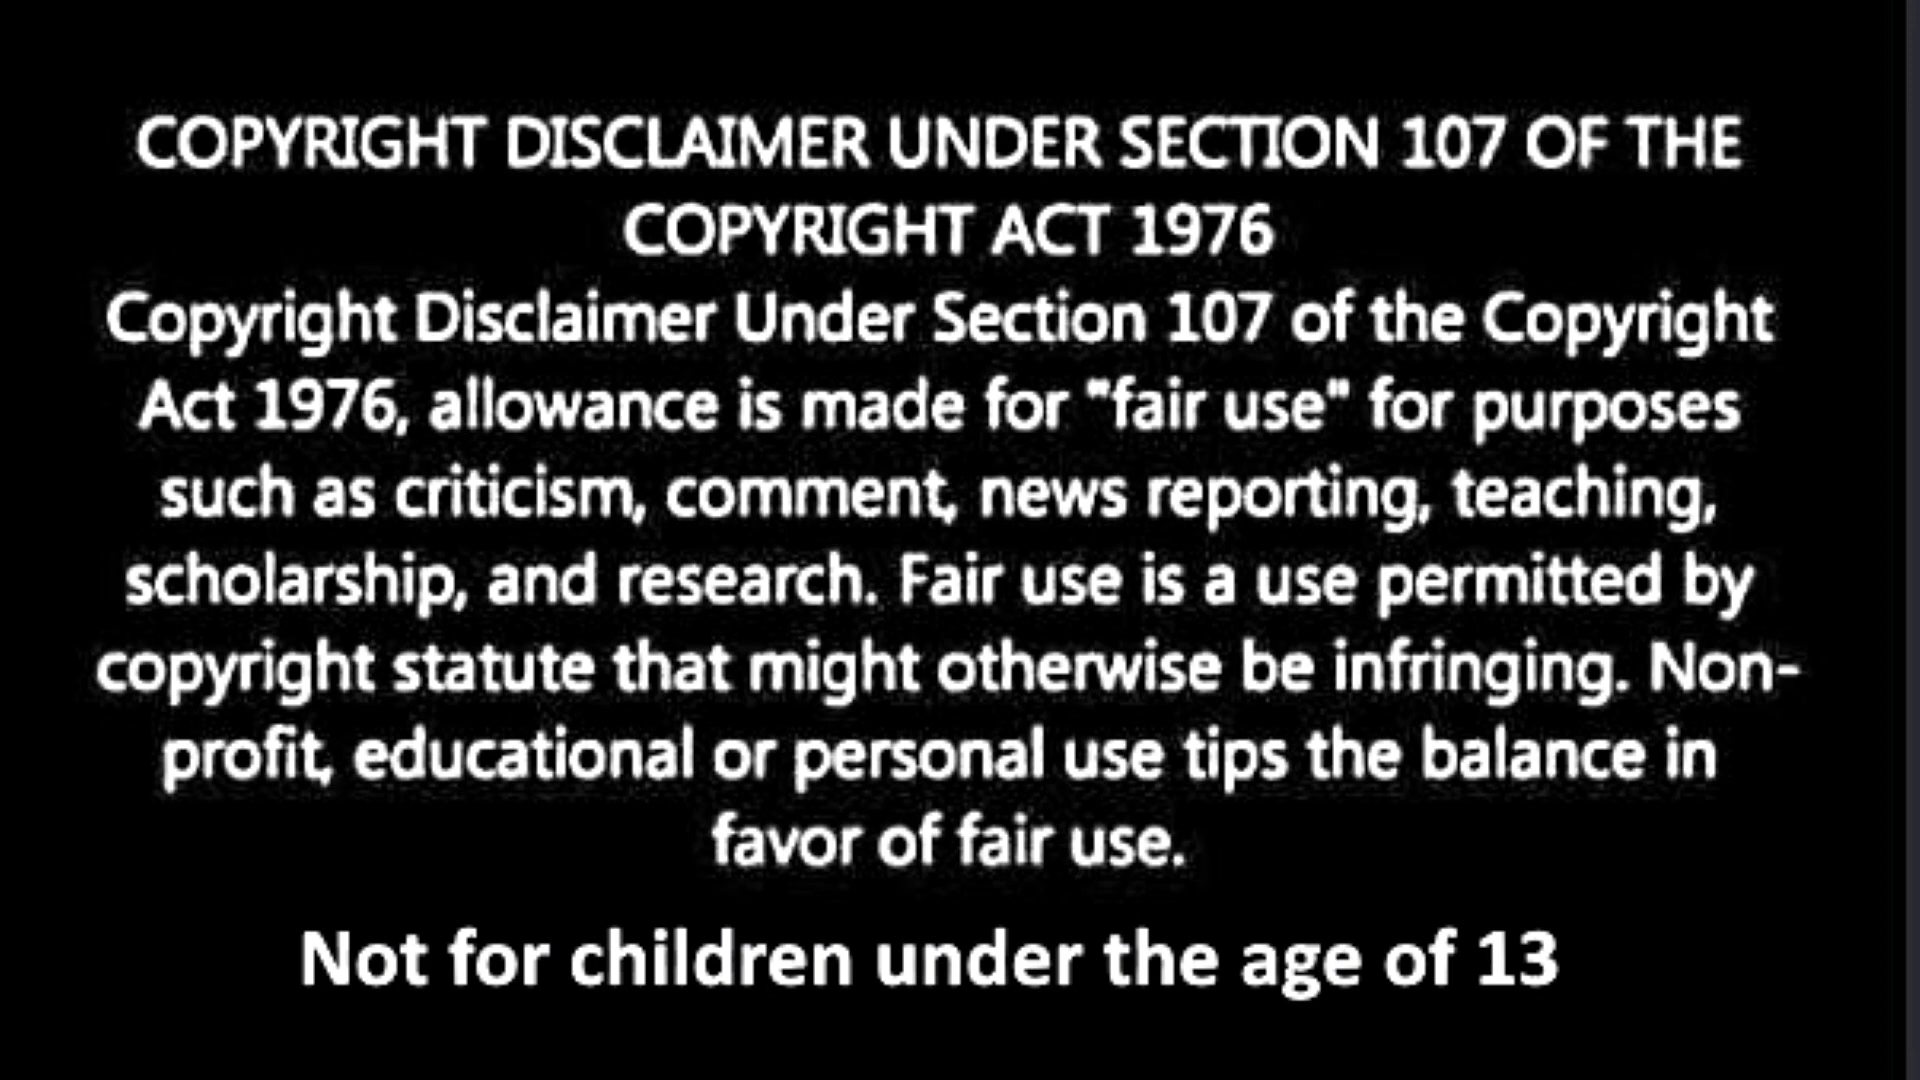 COPYRIGHT DISCLAIMER UNDER SECTION 107 OF THE
COPYRIGHT ACT 1976
Copyright Disclaimer Under Section 107 of the Copyright
Act 1976, allowance is made for "fair use" for purposes
such as criticism, comment, news reporting, teaching,
scholarship, and research. Fair use is a use permitted by
copyright statute that might otherwise be infringing. Non-
profit, educational or personal use tips the balance in
favor of fair use.
Not for children under the age of 13